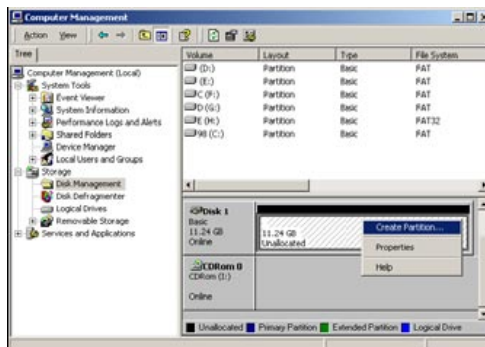 Computer Management
Action View
Tree
Computer Management (Local)
System Tools
Event Viewer
System Information
Performance Logs and Alerts
Shared Folders
Device Manager
Local Users and Groups
Storage
Disk Management
Disk Defragmenter
Logical Drives
Removable Storage
Services and Applications
Volume Layout Type File System
(D:) Partition Basic FAT
(E:) Partition Basic FAT
C (F:) Partition Basic FAT
D (G:) Partition Basic FAT
E (H:) Partition Basic FAT32
98 (C:) Partition Basic FAT
Disk 1
Basic
11.24 GB
Online
11.24 GB
Unallocated
Create Partition...
Properties
Help
CDRom 0
CDRom (I:)
Online
Unallocated Primary Partition Extended Partition Logical Drive